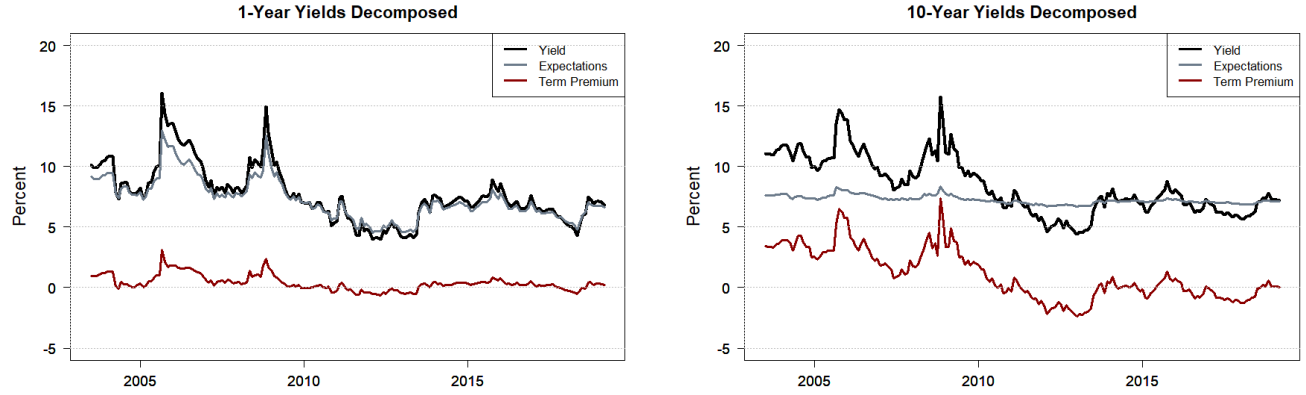 1-Year Yields Decomposed
Percent
20
15
10
5
0
-5
Yield
Expectations
Term Premium
2005
2010
2015
10-Year Yields Decomposed
Percent
20
15
10
5
0
-5
Yield
Expectations
Term Premium
2005
2010
2015